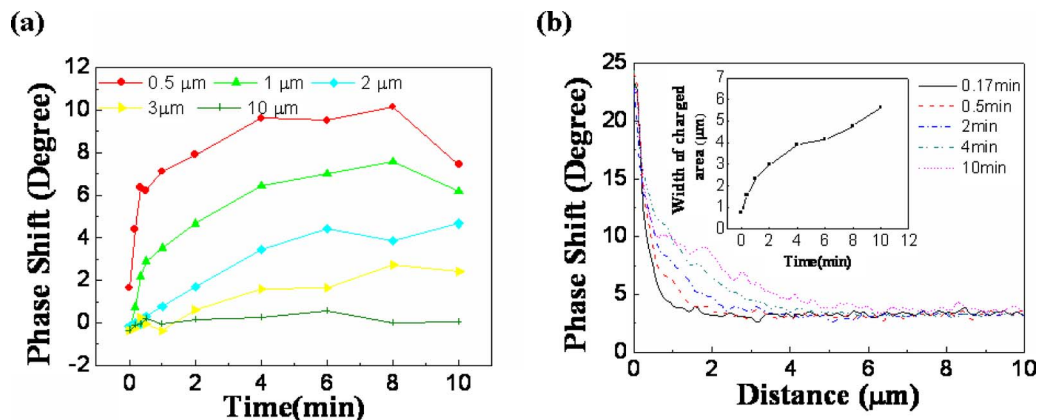 (a)
Phase Shift (Degree)
12
10
8
6
4
2
0
-2
0.5 µm
1 µm
2 µm
3µm
10 µm
0 2 4 6 8 10
Time(min)
(b)
Phase Shift (Degree)
25
20
15
10
5
0
0.17min
0.5min
2min
4min
10min
Width of charged
area (µm)
7
6
5
4
3
2
1
0
0 2 4 6 8 10 12
Time(min)
0 2 4 6 8 10
Distance (µm)